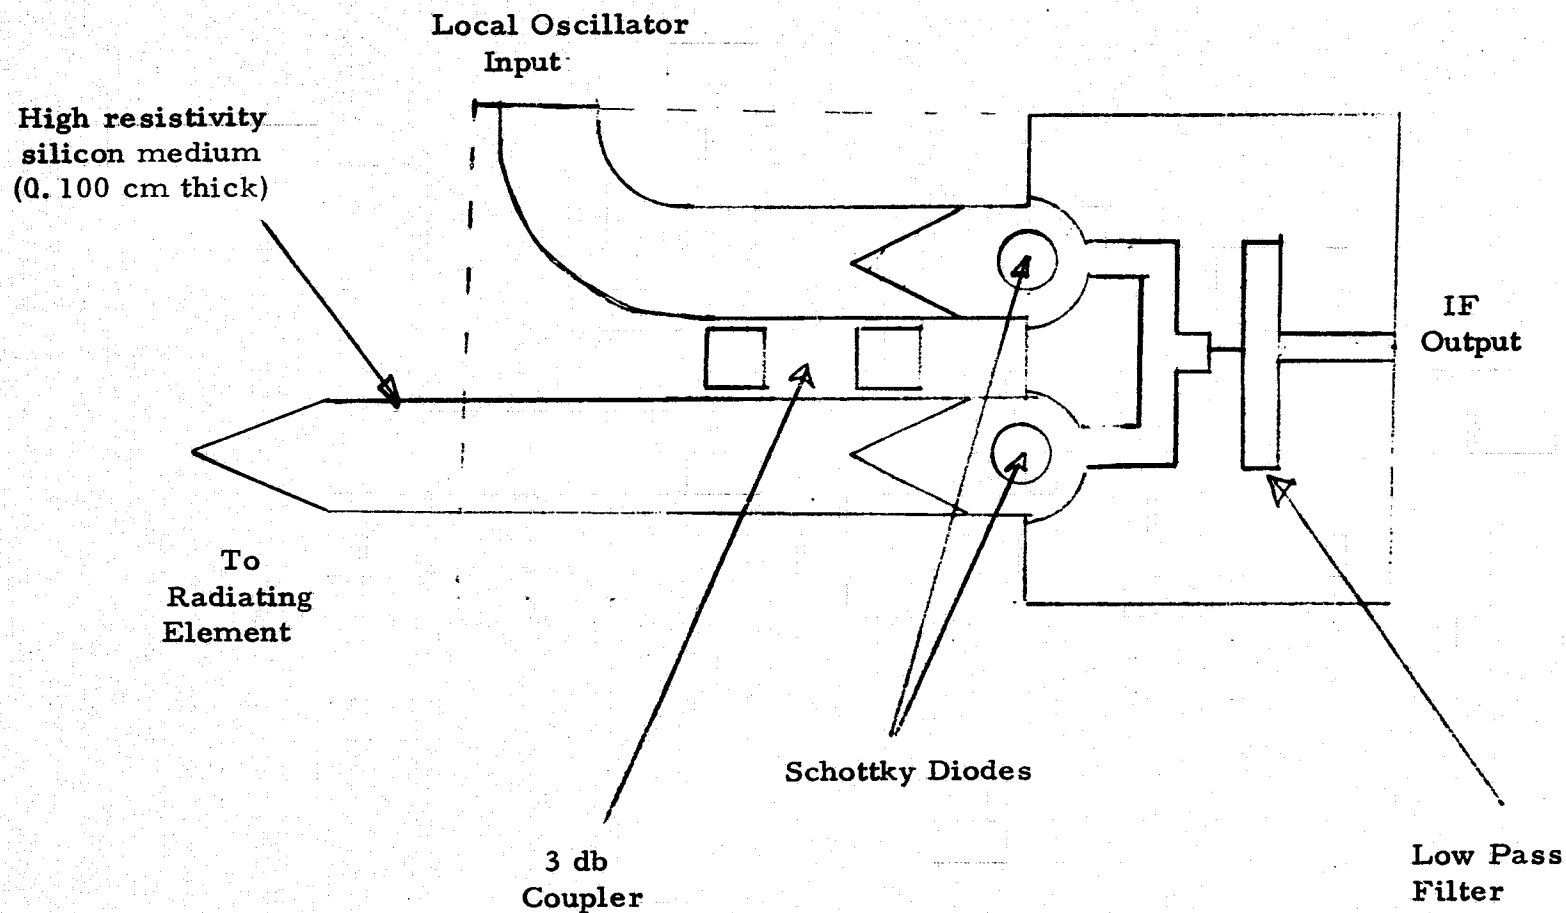 Local Oscillator
Input
High resistivity
silicon medium
(0.100 cm thick)
IF
Output
To
Radiating
Element
Schottky Diodes
3 db
Coupler
Low Pass
Filter